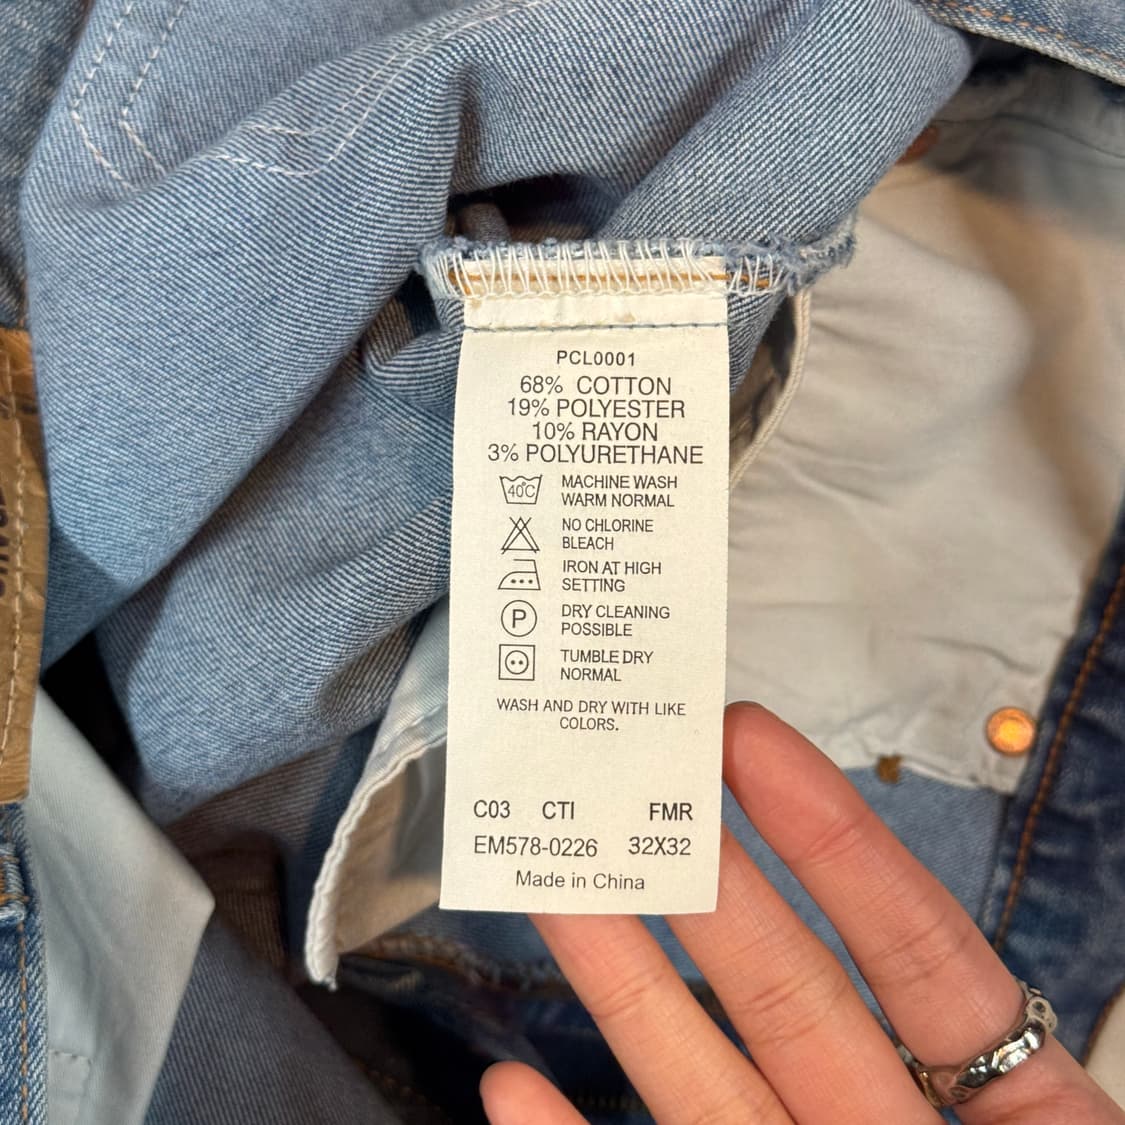 PCL0001
68% COTTON
19% POLYESTER
10% RAYON
3% POLYURETHANE
40°C
MACHINE WASH
WARM NORMAL
NO CHLORINE
BLEACH
IRON AT HIGH
SETTING
P
DRY CLEANING
POSSIBLE
TUMBLE DRY
NORMAL
WASH AND DRY WITH LIKE
COLORS.
C03 CTI FMR
EM578-0226 32X32
Made in China